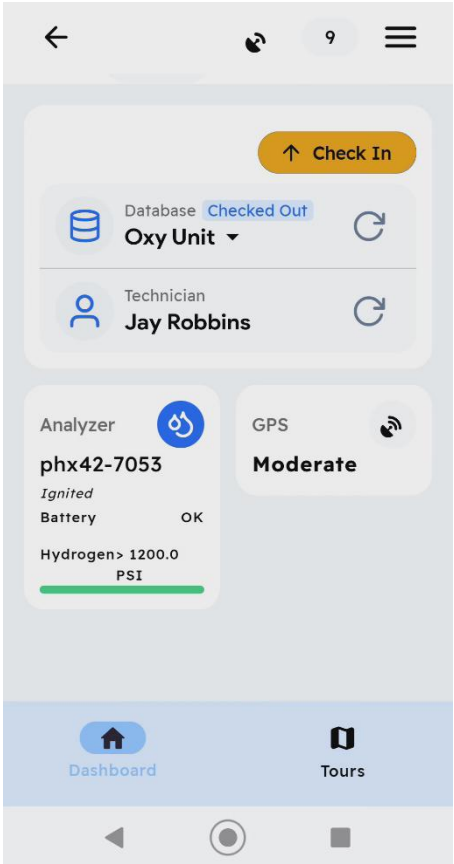 9
Check In
Database Checked Out
Oxy Unit
Technician
Jay Robbins
Analyzer
phx42-7053
Ignited
Battery OK
Hydrogen> 1200.0
PSI
GPS
Moderate
Dashboard
Tours